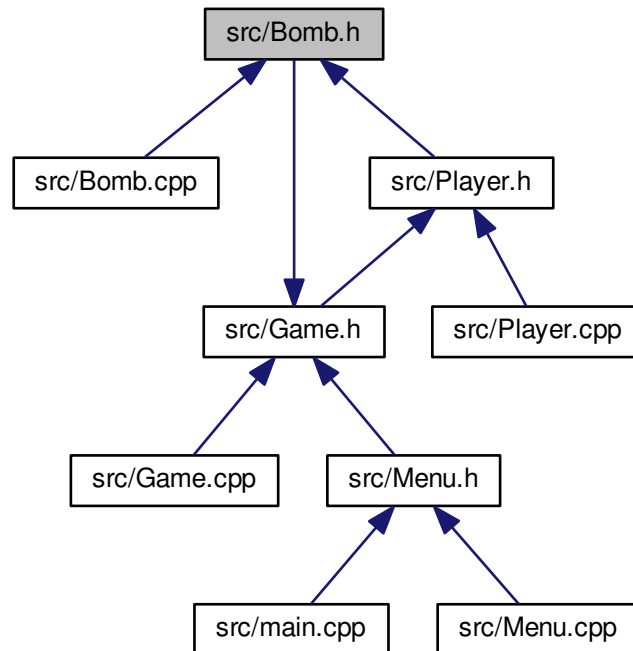 src/Bomb.h
src/Bomb.cpp
src/Player.h
src/Game.h
src/Player.cpp
src/Game.cpp
src/Menu.h
src/main.cpp
src/Menu.cpp